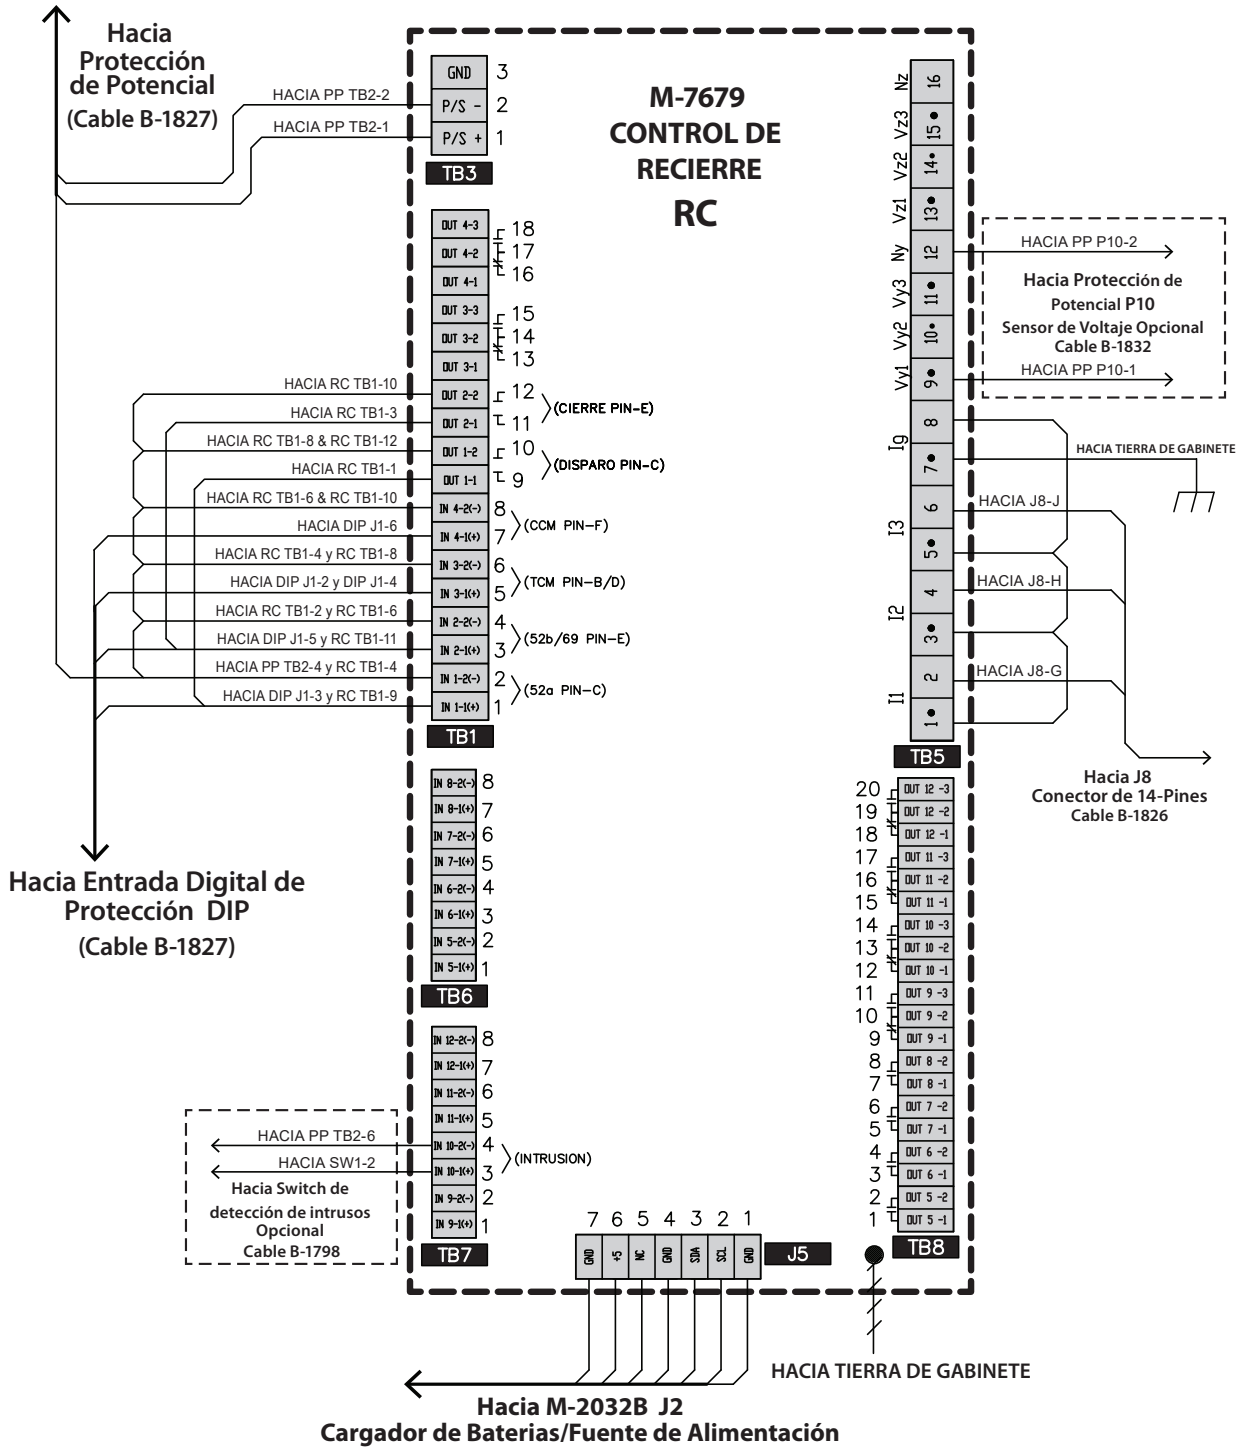 Hacia
Protección
de Potencial
(Cable B-1827)
HACIA PP TB2-2
HACIA PP TB2-1
GND 3
P/S - 2
P/S + 1
TB3
M-7679
CONTROL DE
RECIERRE
RC
OUT 4-3 18
OUT 4-2 17
OUT 4-1 16
OUT 3-3 15
OUT 3-2 14
OUT 3-1 13
HACIA RC TB1-10 OUT 2-2 12
(CIERRE PIN-E)
HACIA RC TB1-3 OUT 2-1 11
HACIA RC TB1-8 & RC TB1-12 OUT 1-2 10
(DISPARO PIN-C)
HACIA RC TB1-1 OUT 1-1 9
HACIA RC TB1-6 & RC TB1-10 IN 4-2(-) 8
(CCM PIN-F)
HACIA DIP J1-6 IN 4-1(+) 7
HACIA RC TB1-4 y RC TB1-8 IN 3-2(-) 6
(TCM PIN-B/D)
HACIA DIP J1-2 y DIP J1-4 IN 3-1(+) 5
HACIA RC TB1-2 y RC TB1-6 IN 2-2(-) 4
(52b/69 PIN-E)
HACIA DIP J1-5 y RC TB1-11 IN 2-1(+) 3
HACIA PP TB2-4 y RC TB1-4 IN 1-2(-) 2
(52a PIN-C)
HACIA DIP J1-3 y RC TB1-9 IN 1-1(+) 1
TB1
Hacia Entrada Digital de
Protección DIP
(Cable B-1827)
IN 8-2(-) 8
IN 8-1(+) 7
IN 7-2(-) 6
IN 7-1(+) 5
IN 6-2(-) 4
IN 6-1(+) 3
IN 5-2(-) 2
IN 5-1(+) 1
TB6
IN 12-2(-) 8
IN 12-1(+) 7
IN 11-2(-) 6
IN 11-1(+) 5
HACIA PP TB2-6 IN 10-2(-) 4
(INTRUSION)
HACIA SW1-2 IN 10-1(+) 3
IN 9-2(-) 2
IN 9-1(+) 1
TB7
Hacia Switch de
detección de intrusos
Opcional
Cable B-1798
Nz 16
Vz3 15
Vz2 14
Vz1 13
Ny 12
Vy3 11
Vy2 10
Vy1 9
8
Ig
7
6
I3
5
4
I2
3
2
I1
1
TB5
HACIA PP P10-2
Hacia Protección de
Potencial P10
Sensor de Voltaje Opcional
Cable B-1832
HACIA PP P10-1
HACIA TIERRA DE GABINETE
HACIA J8-J
HACIA J8-H
HACIA J8-G
Hacia J8
Conector de 14-Pines
Cable B-1826
20 OUT 12 -3
19 OUT 12 -2
18 OUT 12 -1
17 OUT 11 -3
16 OUT 11 -2
15 OUT 11 -1
14 OUT 10 -3
13 OUT 10 -2
12 OUT 10 -1
11 OUT 9 -3
10 OUT 9 -2
9 OUT 9 -1
8 OUT 8 -2
7 OUT 8 -1
6 OUT 7 -2
5 OUT 7 -1
4 OUT 6 -2
3 OUT 6 -1
2 OUT 5 -2
1 OUT 5 -1
TB8
7 6 5 4 3 2 1
GND +5 NC GND SDA SCL GND
J5
HACIA TIERRA DE GABINETE
Hacia M-2032B J2
Cargador de Baterias/Fuente de Alimentación